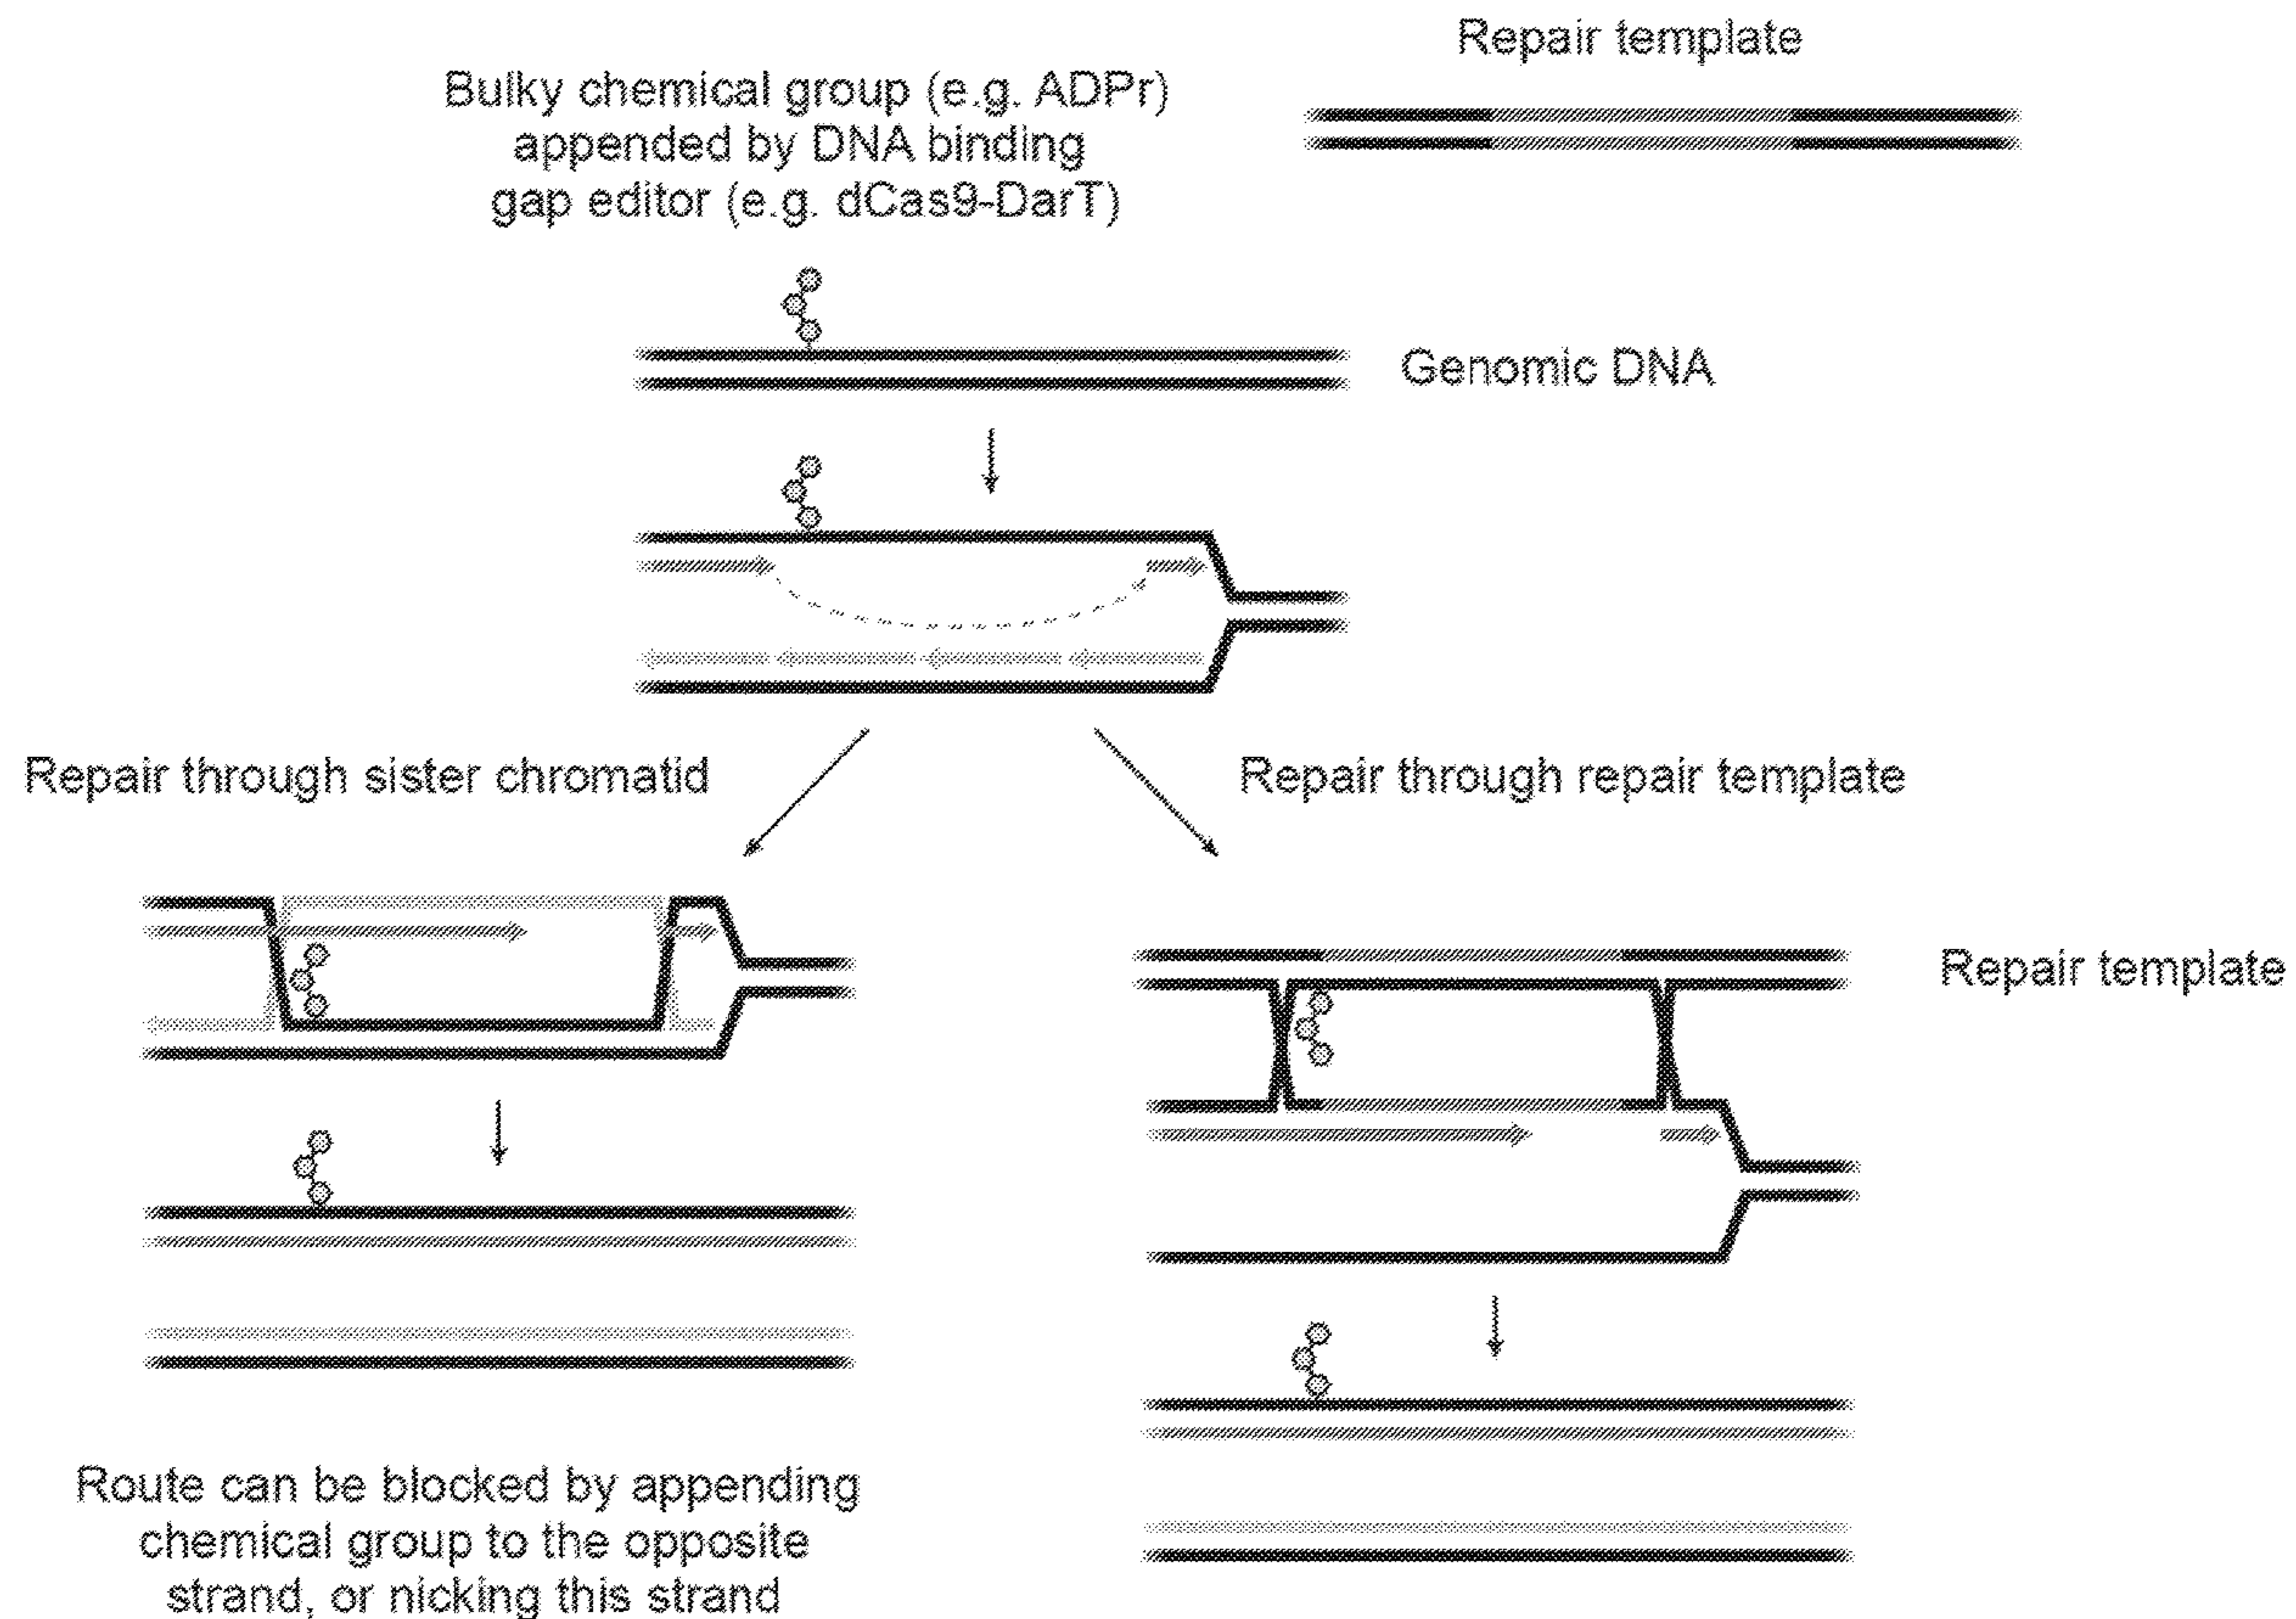 Repair template
Bulky chemical group (e.g. ADPr)
appended by DNA binding
gap editor (e.g. dCas9-DarT)
Genomic DNA
Repair through sister chromatid
Repair through repair template
Repair template
Route can be blocked by appending
chemical group to the opposite
strand, or nicking this strand